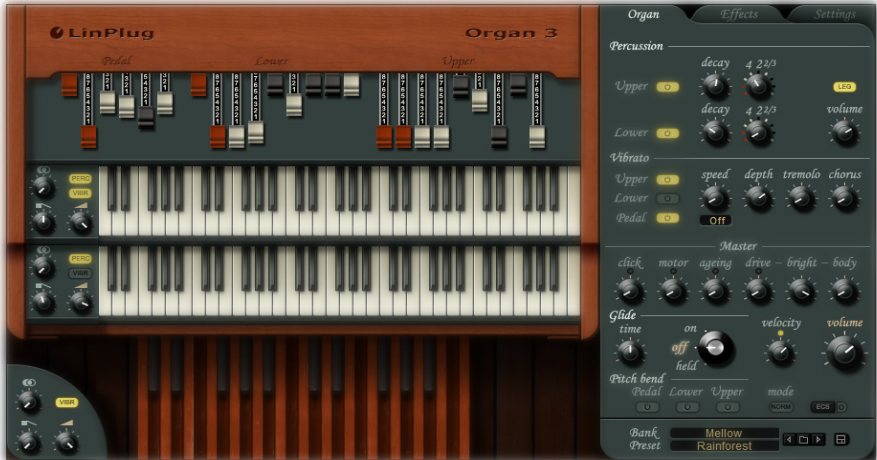 Organ Effects Settings
LinPlug Organ 3
Pedal Lower Upper
Percussion
decay 4 2 2/3
Upper LEG
decay 4 2 2/3 volume
Lower
Vibrato
Upper speed depth tremolo chorus
Lower
Pedal Off
PERC
VIBR
PERC
VIBR
Master
click motor ageing drive – bright – body
Glide
time on velocity volume
off
held
Pitch bend
Pedal Lower Upper mode
NORM ECS
VIBR
Bank Mellow
Preset Rainforest